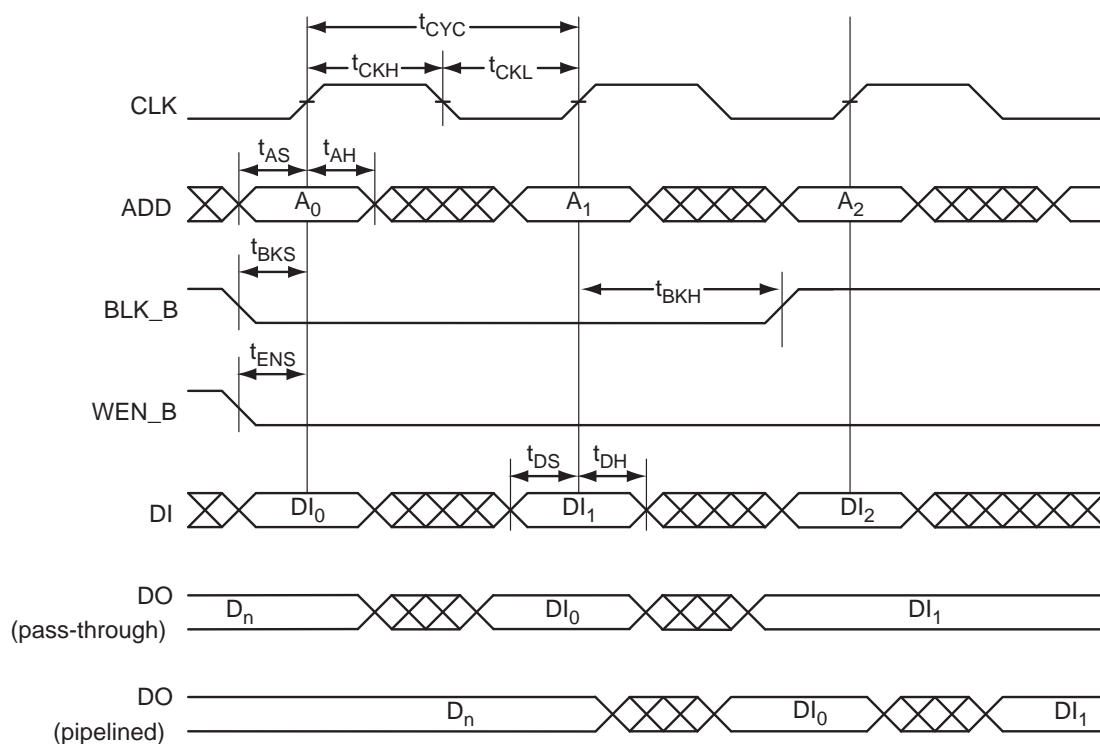 tCYC
tCKH tCKL
CLK
tAS tAH
ADD A0 A1 A2
tBKS
BLK_B tBKH
tENS
WEN_B
tDS tDH
DI DI0 DI1 DI2
DO
(pass-through) Dn DI0 DI1
DO
(pipelined) Dn DI0 DI1